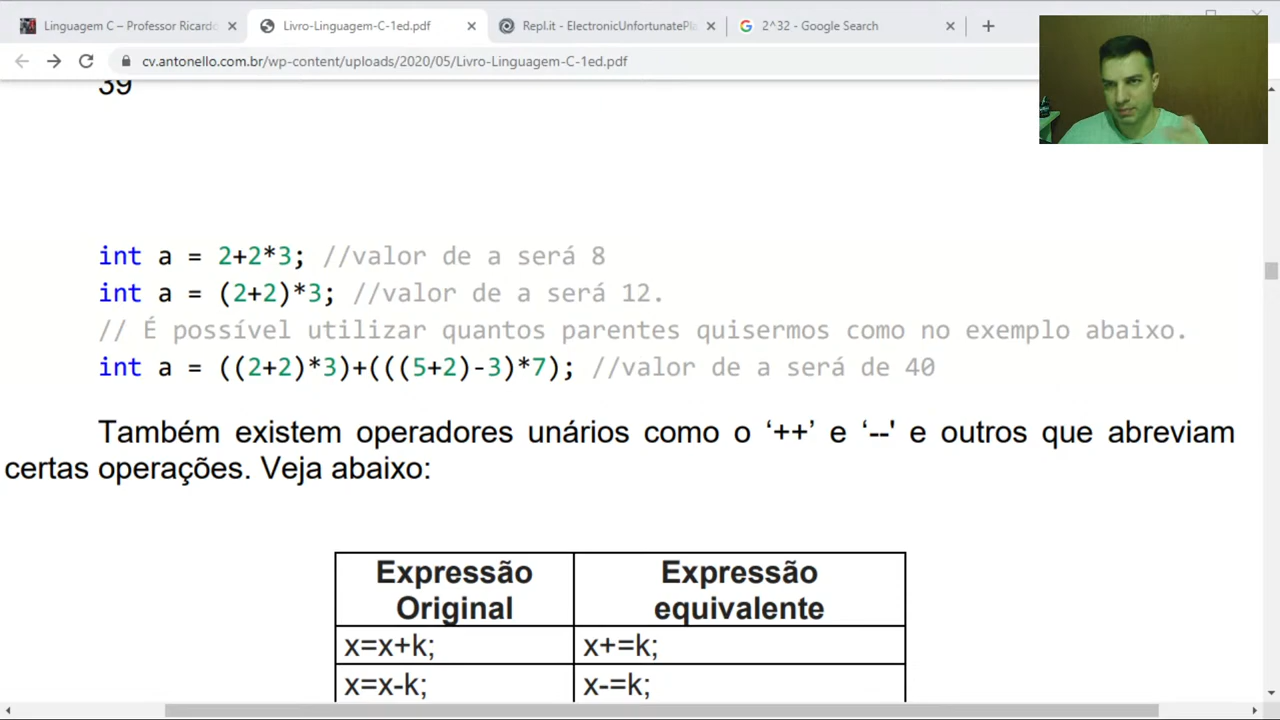 Linguagem C – Professor Ricardo
Livro-Linguagem-C-1ed.pdf
Repl.it - ElectronicUnfortunatePl
2^32 - Google Search
cv.antonello.com.br/wp-content/uploads/2020/05/Livro-Linguagem-C-1ed.pdf
39
int a = 2+2*3; //valor de a será 8
int a = (2+2)*3; //valor de a será 12.
// É possível utilizar quantos parentes quisermos como no exemplo abaixo.
int a = ((2+2)*3)+(((5+2)-3)*7); //valor de a será de 40
Também existem operadores unários como o ‘++’ e ‘--' e outros que abreviam
certas operações. Veja abaixo:
Expressão Original
Expressão equivalente
x=x+k;
x+=k;
x=x-k;
x-=k;